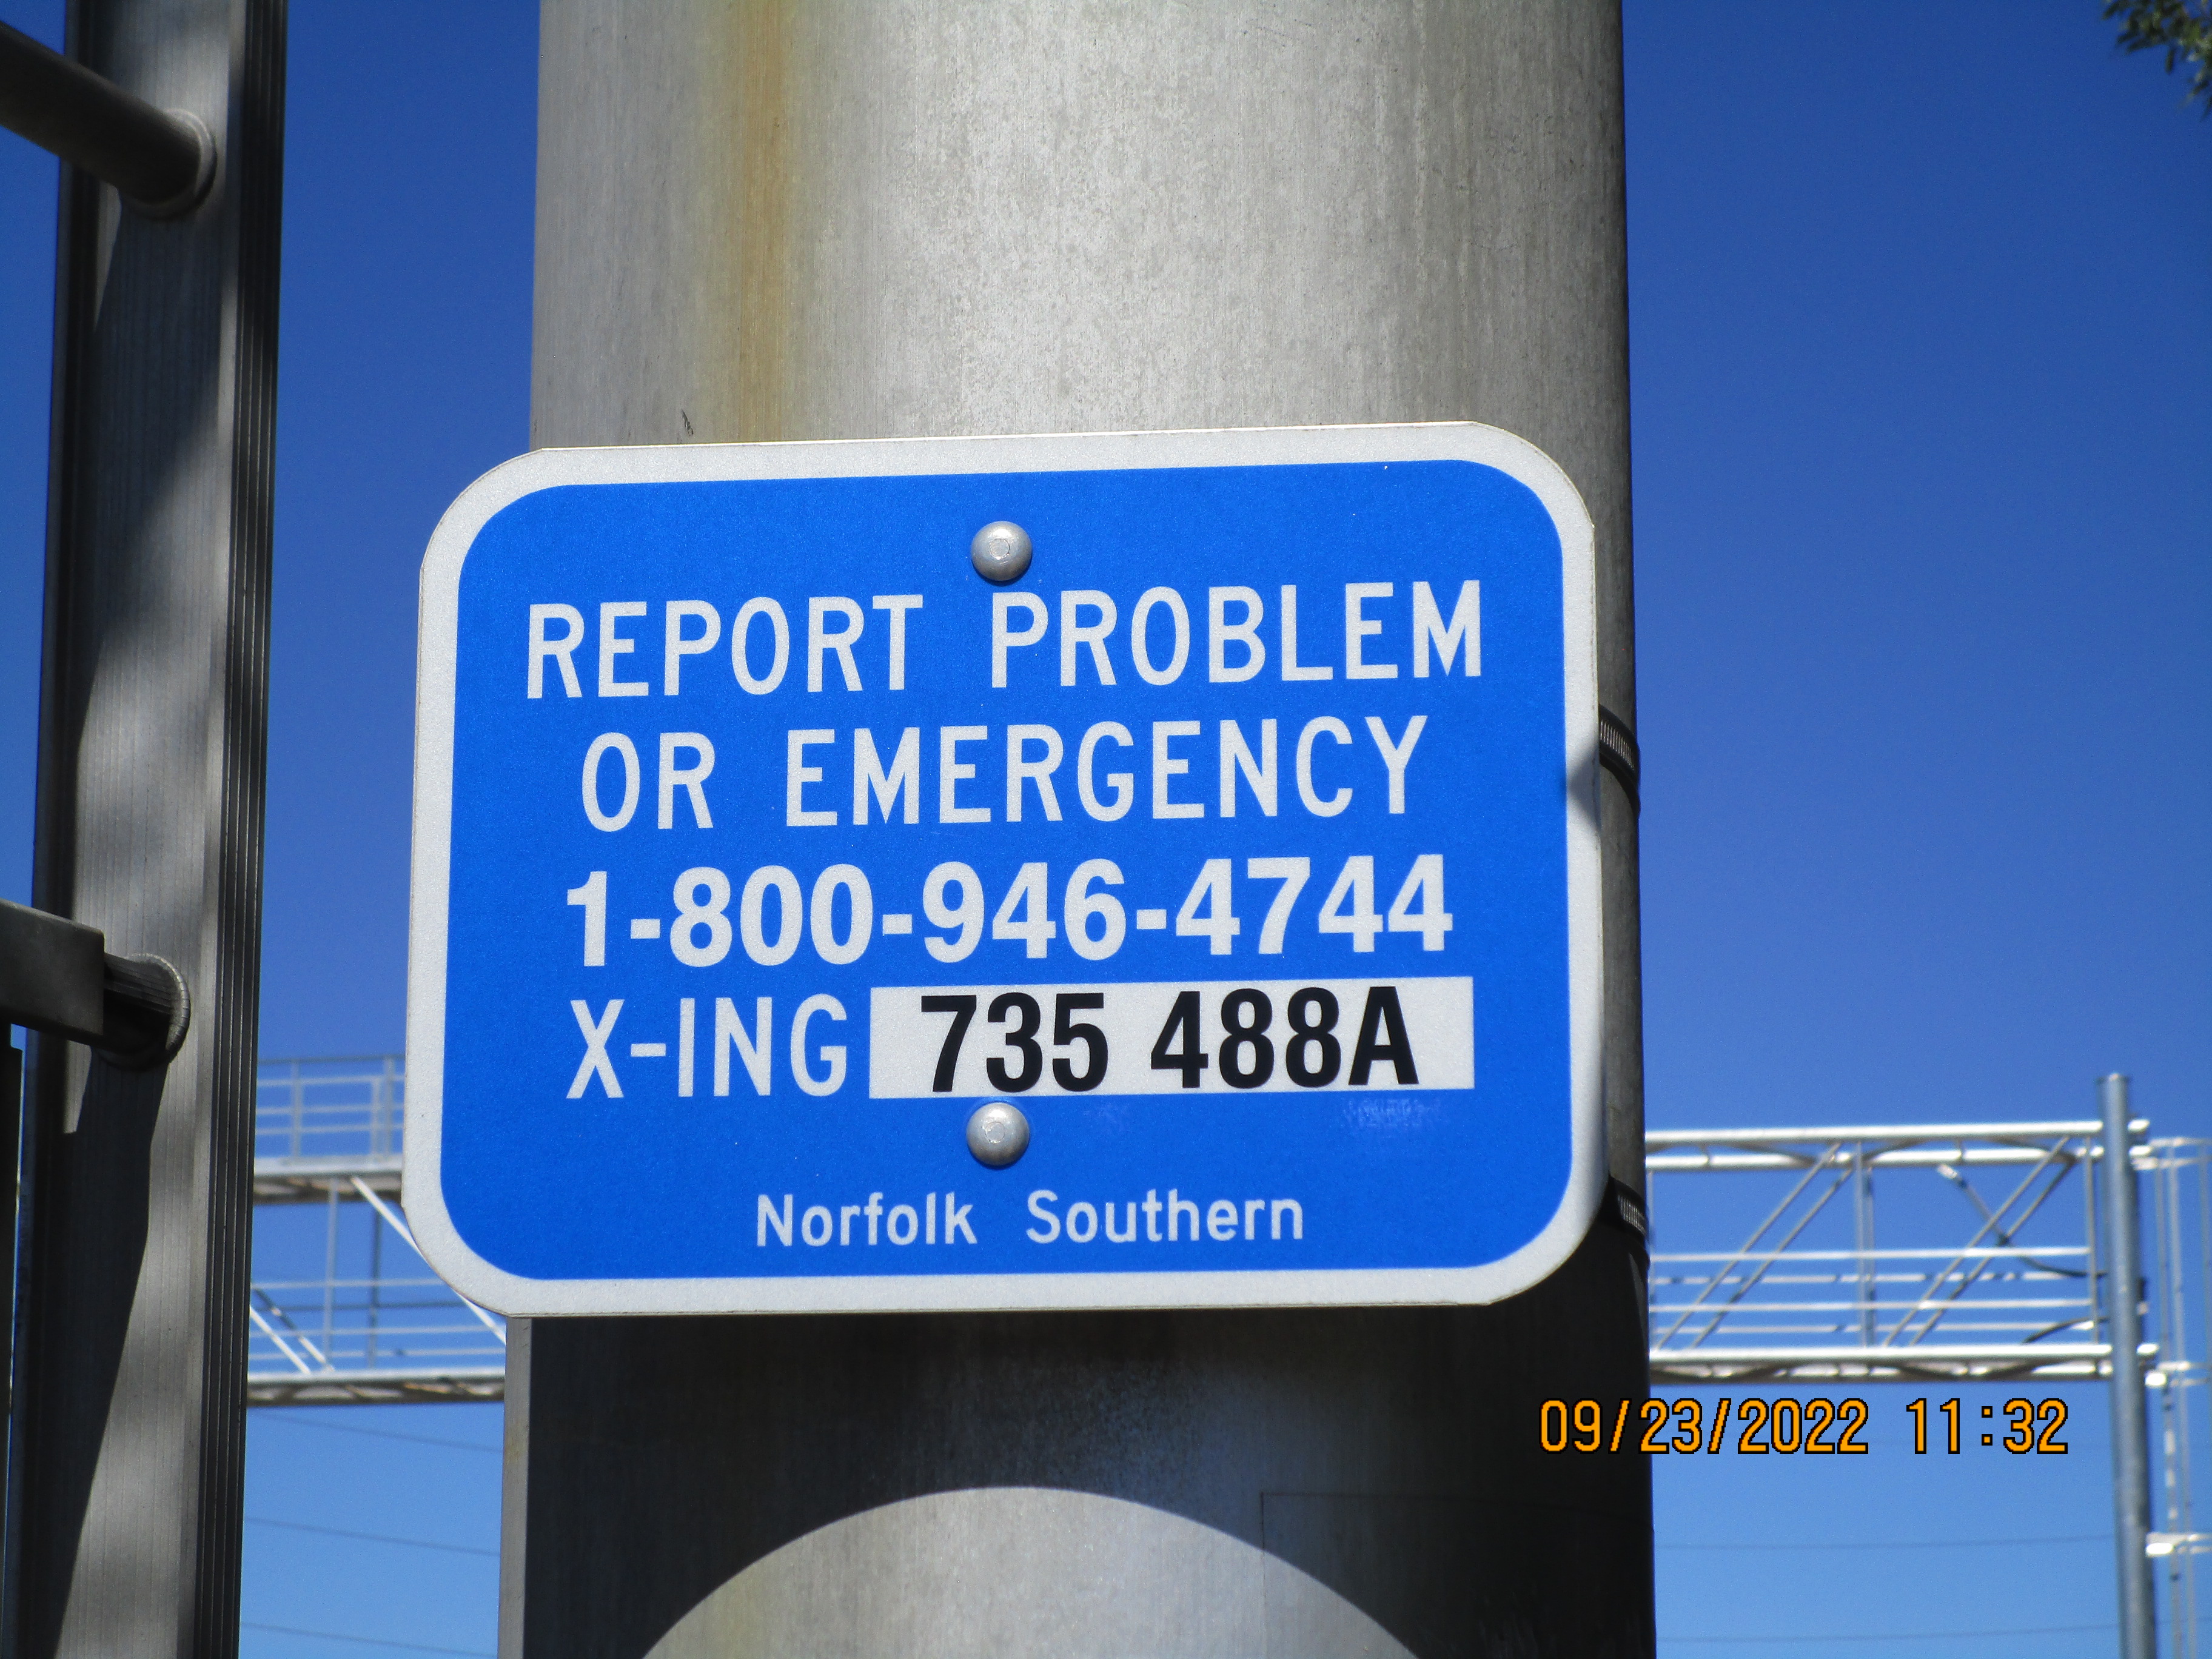 REPORT PROBLEM
OR EMERGENCY
1-800-946-4744
X-ING 735 488A
Norfolk Southern
09/23/2022 11:32